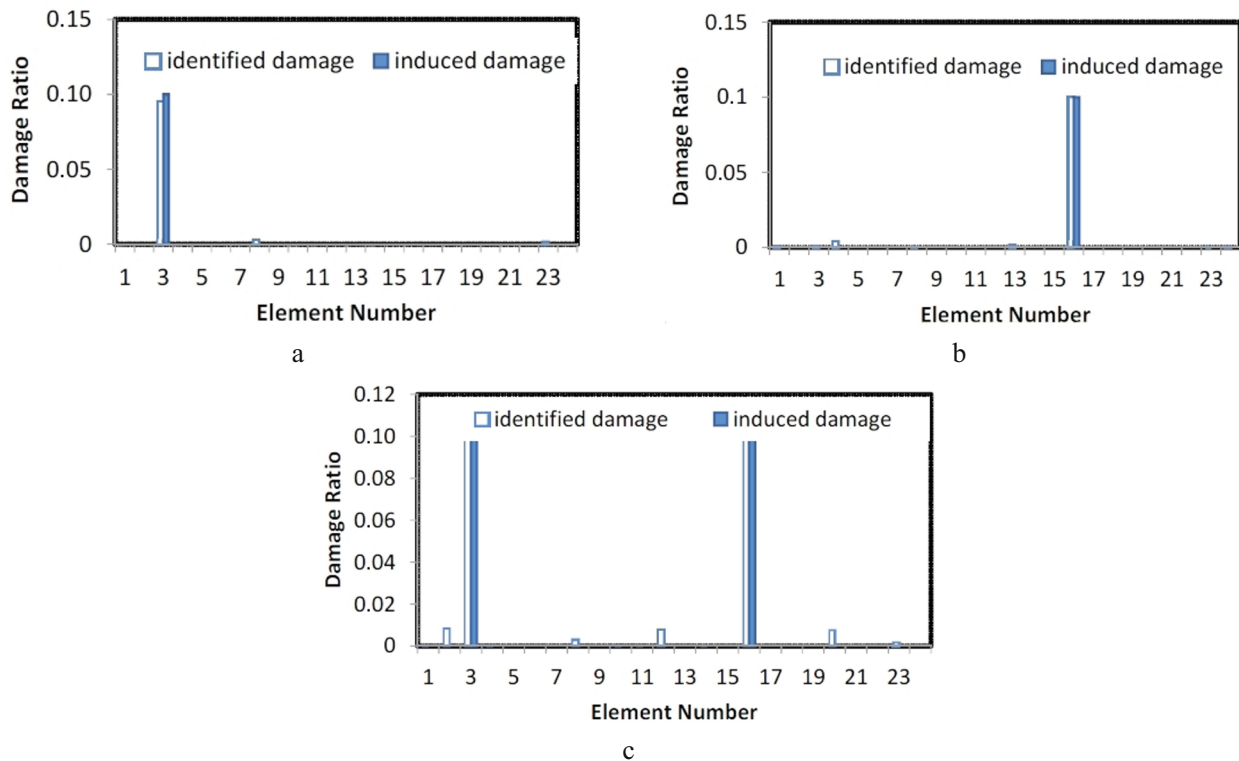 0.15
identified damage induced damage
0.10
0.05
0
Damage Ratio
1 3 5 7 9 11 13 15 17 19 21 23
Element Number
a
0.15
identified damage induced damage
0.1
0.05
0
Damage Ratio
1 3 5 7 9 11 13 15 17 19 21 23
Element Number
b
0.12
identified damage induced damage
0.10
0.08
0.06
0.04
0.02
0
Damage Ratio
1 3 5 7 9 11 13 15 17 19 21 23
Element Number
c